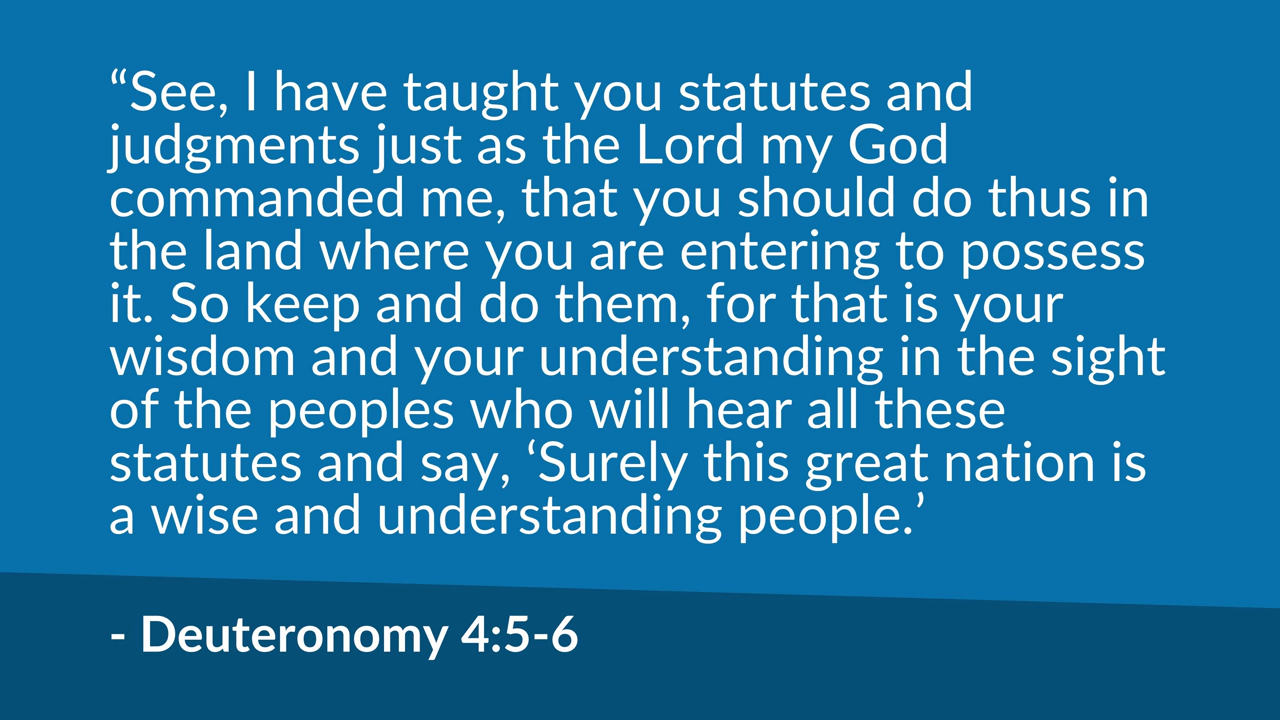 “See, I have taught you statutes and
judgments just as the Lord my God
commanded me, that you should do thus in
the land where you are entering to possess
it. So keep and do them, for that is your
wisdom and your understanding in the sight
of the peoples who will hear all these
statutes and say, ‘Surely this great nation is
a wise and understanding people.’
- Deuteronomy 4:5-6